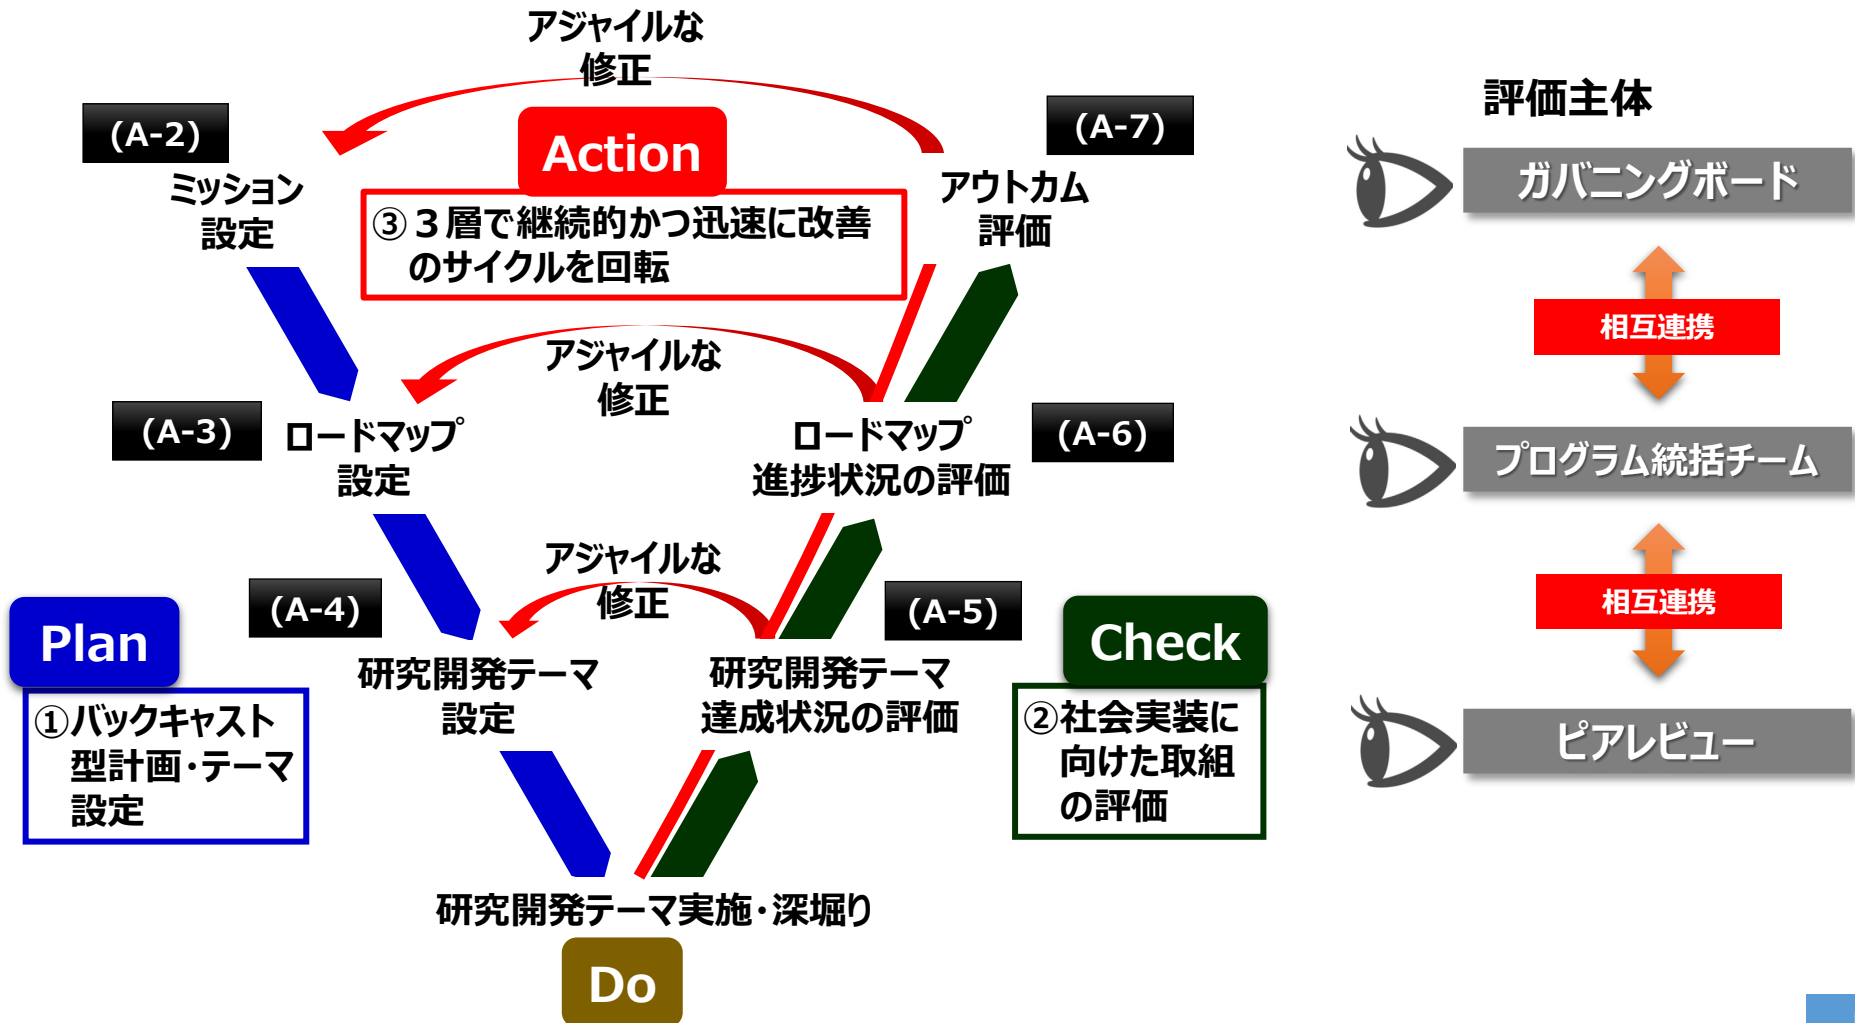 アジャイルな
修正
(A-2)
Action
(A-7)
評価主体
ミッション
設定
③３層で継続的かつ迅速に改善
のサイクルを回転
アウトカム
評価
ガバニングボード
相互連携
アジャイルな
修正
(A-3)
ロードマップ
設定
ロードマップ
進捗状況の評価
(A-6)
プログラム統括チーム
アジャイルな
修正
(A-4)
(A-5)
相互連携
Plan
Check
①バックキャスト
型計画・テーマ
設定
研究開発テーマ
設定
研究開発テーマ
達成状況の評価
②社会実装に
向けた取組
の評価
ピアレビュー
研究開発テーマ実施・深堀り
Do